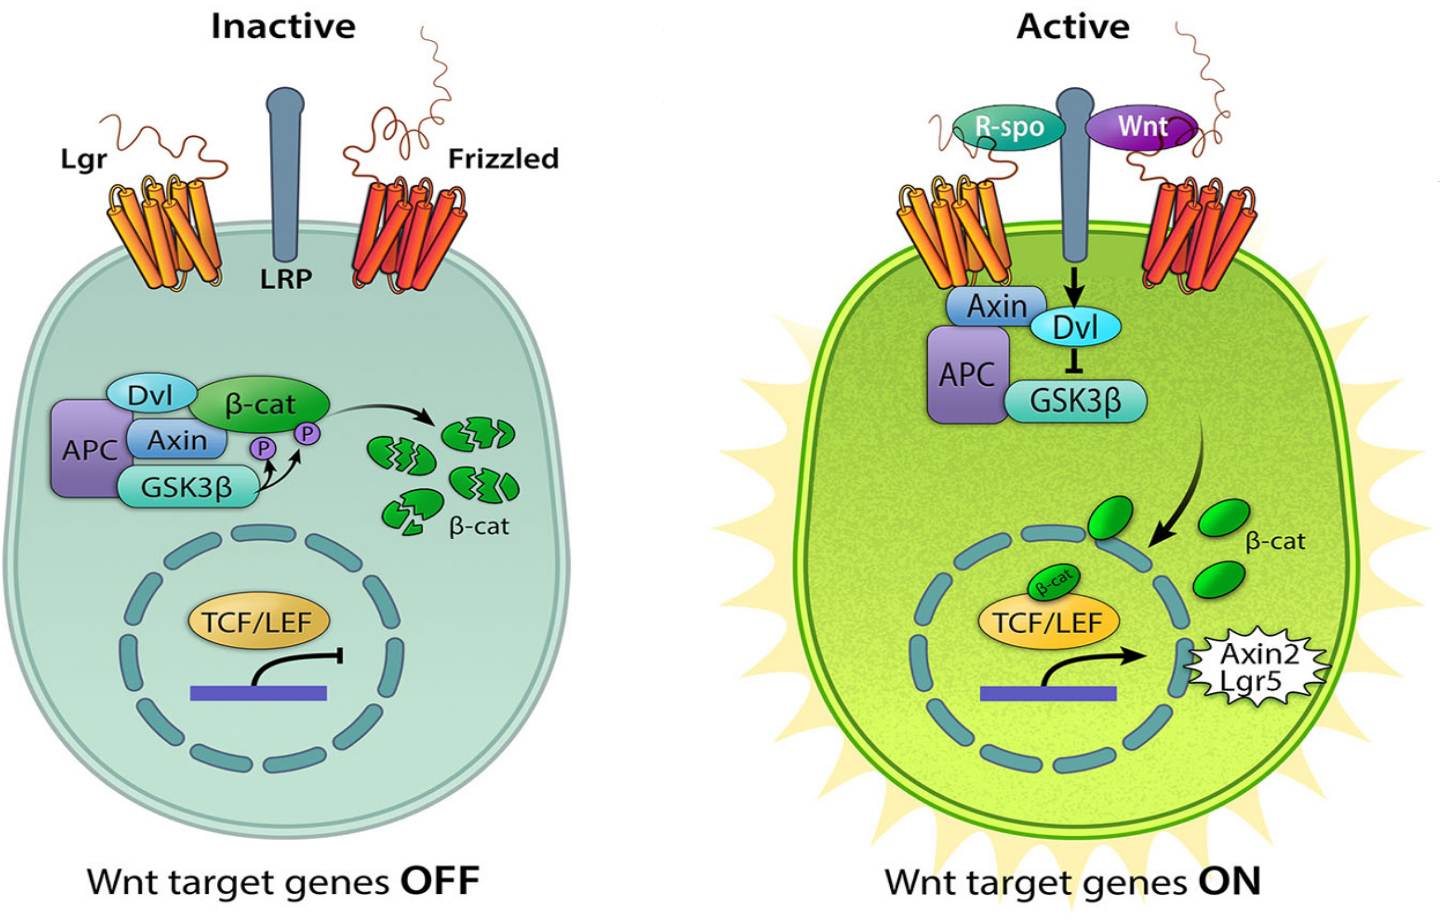 Inactive
Lgr
Frizzled
LRP
Dvl
β-cat
APC
Axin
P
P
GSK3β
β-cat
TCF/LEF
Wnt target genes OFF
Active
R-spo
Wnt
Axin
Dvl
APC
GSK3β
β-cat
β-cat
TCF/LEF
Axin2
Lgr5
Wnt target genes ON